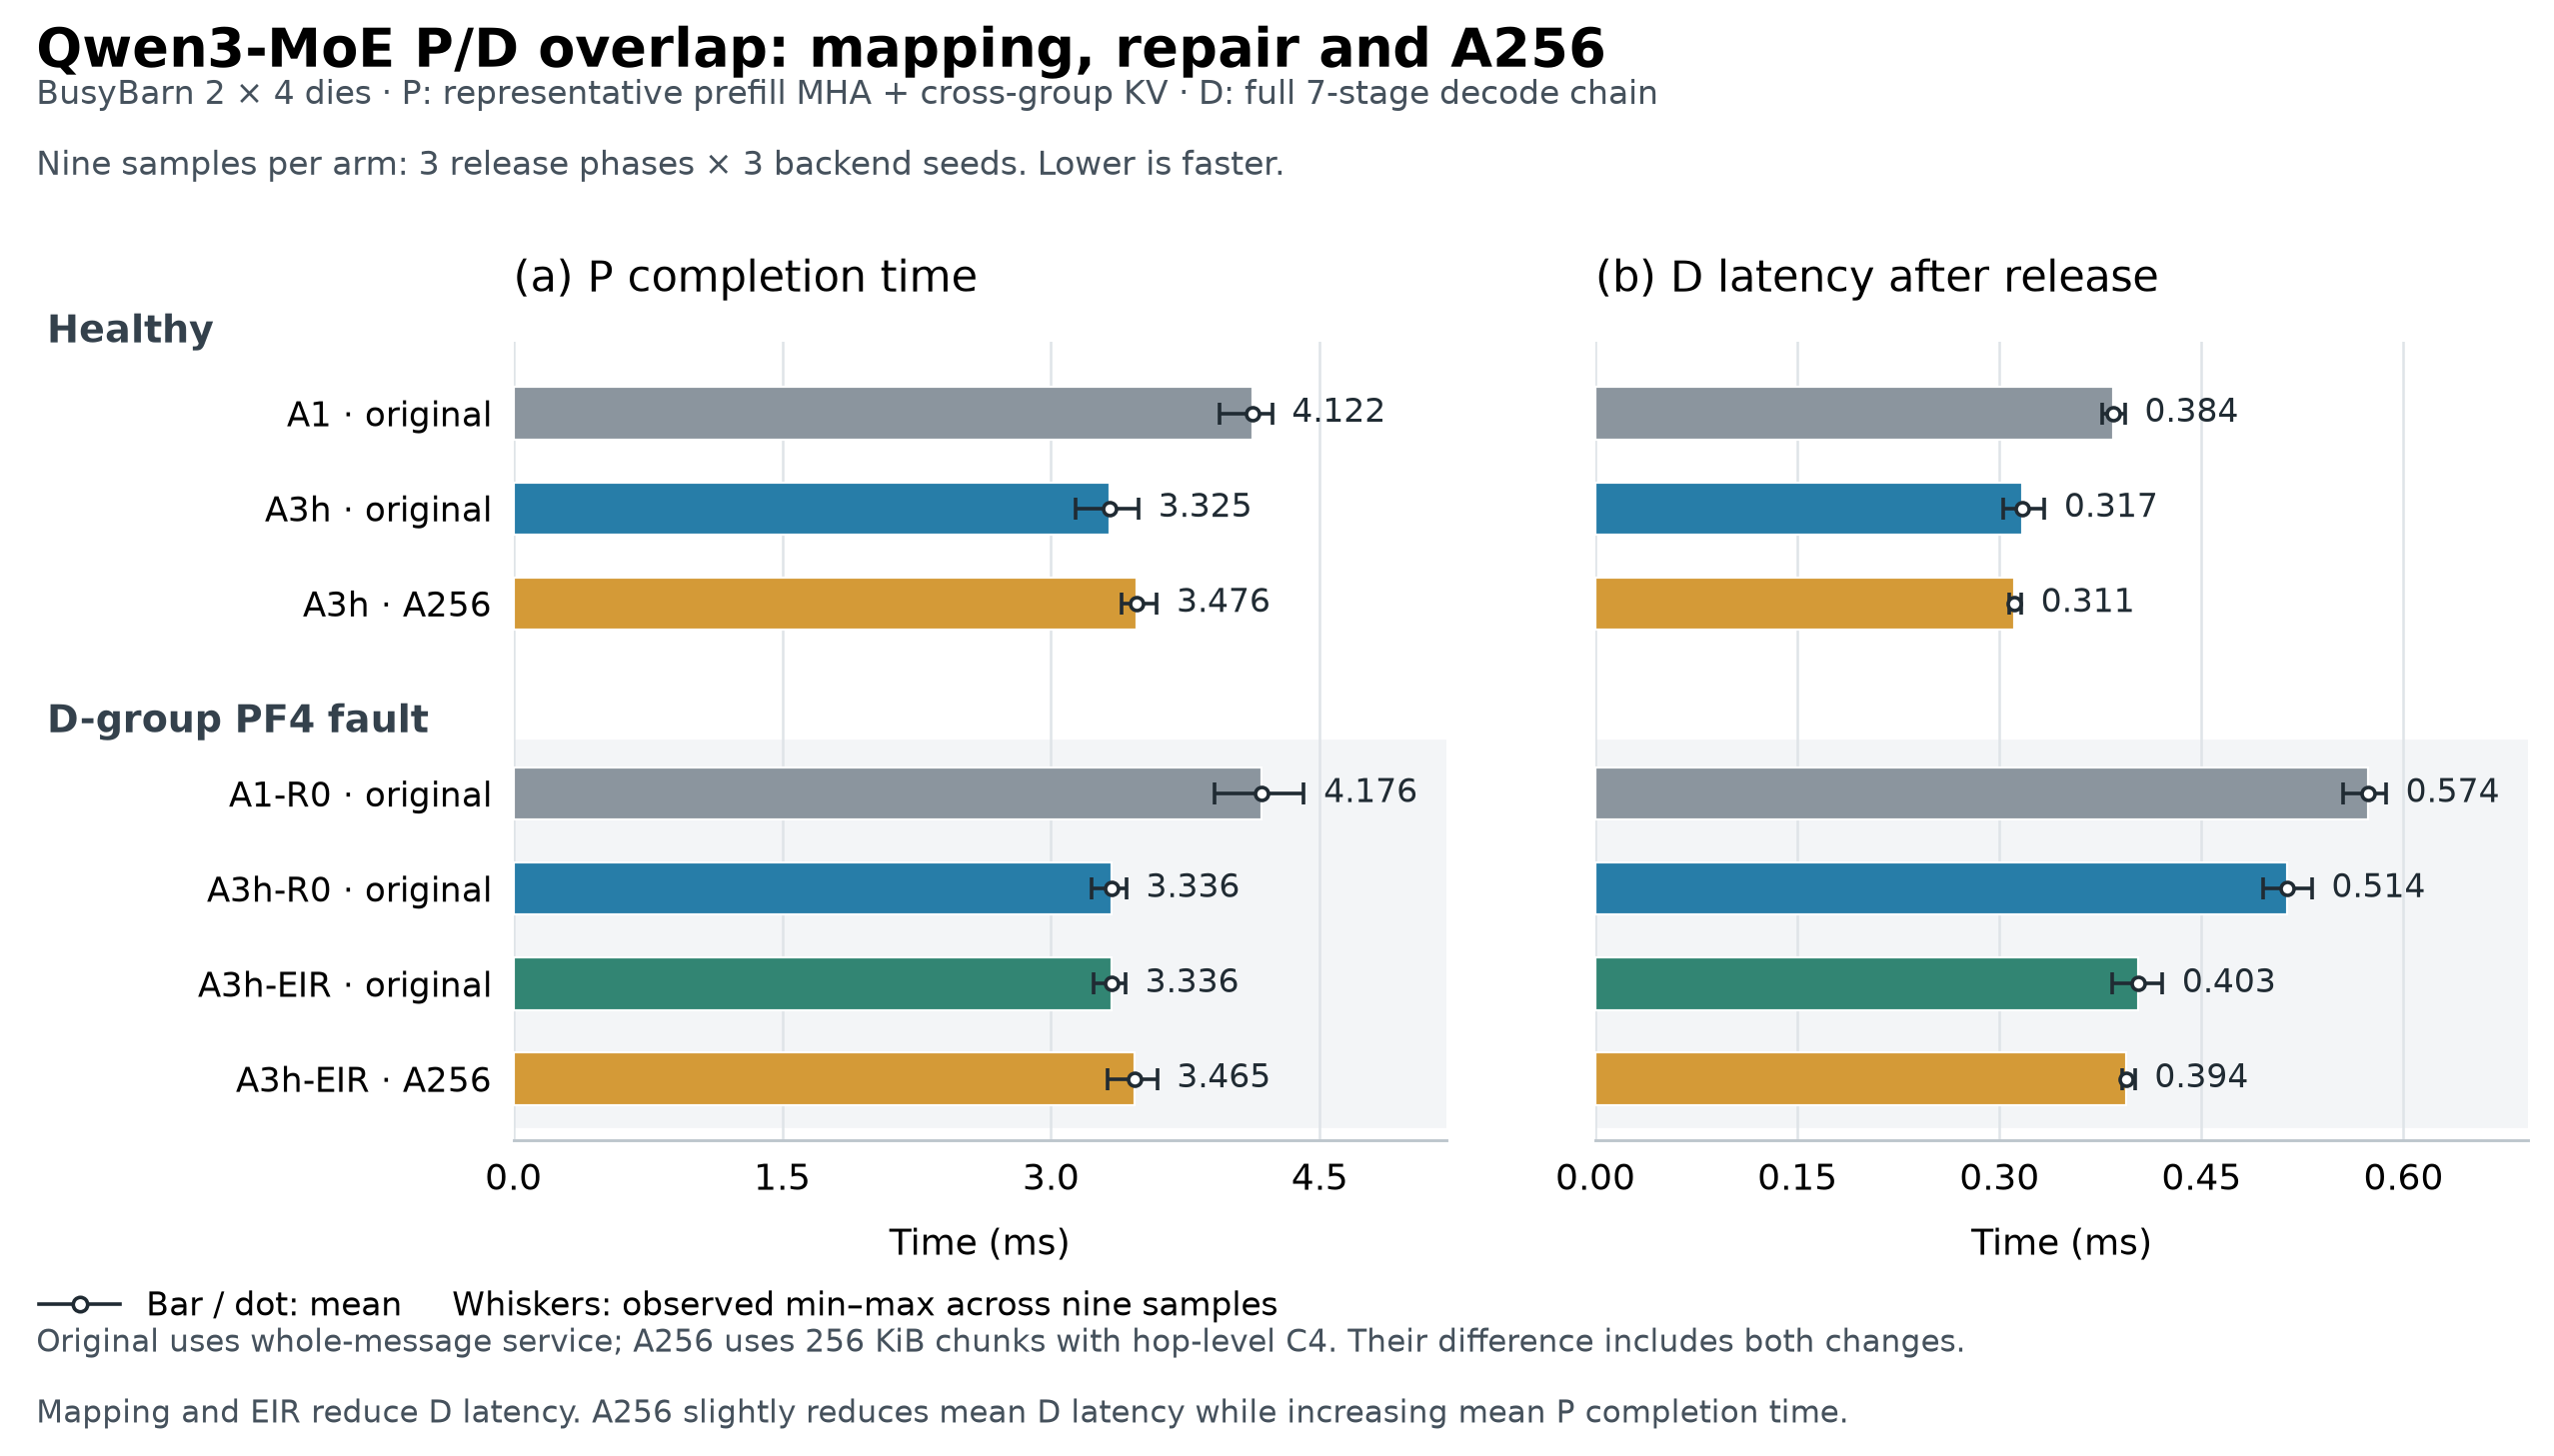 Qwen3-MoE P/D overlap: mapping, repair and A256
BusyBarn 2 × 4 dies · P: representative prefill MHA + cross-group KV · D: full 7-stage decode chain
Nine samples per arm: 3 release phases × 3 backend seeds. Lower is faster.
(a) P completion time
(b) D latency after release
Healthy
A1 · original
4.122
0.384
A3h · original
3.325
0.317
A3h · A256
3.476
0.311
D-group PF4 fault
A1-R0 · original
4.176
0.574
A3h-R0 · original
3.336
0.514
A3h-EIR · original
3.336
0.403
A3h-EIR · A256
3.465
0.394
0.0 1.5 3.0 4.5
0.00 0.15 0.30 0.45 0.60
Time (ms)
Time (ms)
Bar / dot: mean
Whiskers: observed min–max across nine samples
Original uses whole-message service; A256 uses 256 KiB chunks with hop-level C4. Their difference includes both changes.
Mapping and EIR reduce D latency. A256 slightly reduces mean D latency while increasing mean P completion time.